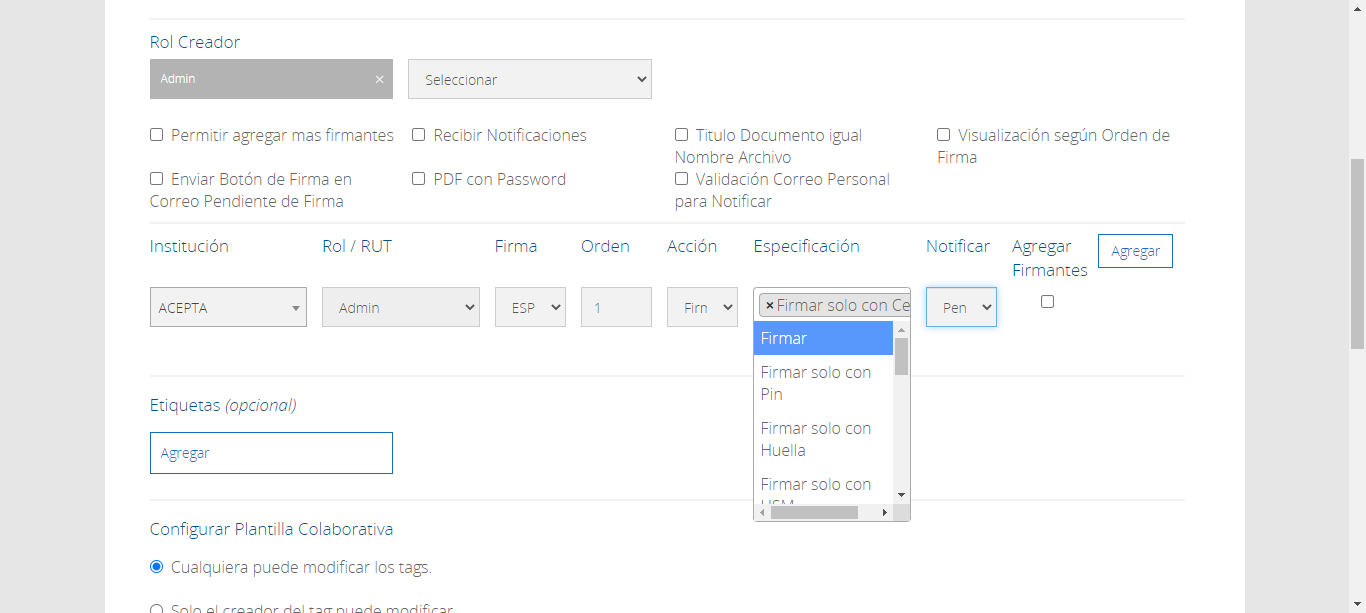 Rol Creador
Admin ×
Seleccionar
Permitir agregar mas firmantes
Recibir Notificaciones
Titulo Documento igual
Nombre Archivo
Visualización según Orden de
Firma
Enviar Botón de Firma en
Correo Pendiente de Firma
PDF con Password
Validación Correo Personal
para Notificar
Institución
Rol / RUT
Firma
Orden
Acción
Especificación
Notificar
Agregar
Firmantes
Agregar
ACEPTA
Admin
ESP
1
Firn
× Firmar solo con Ce
Pen
Firmar
Firmar solo con
Pin
Firmar solo con
Huella
Firmar solo con
HSM
Etiquetas (opcional)
Agregar
Configurar Plantilla Colaborativa
Cualquiera puede modificar los tags.
Solo el creador del tag puede modificar